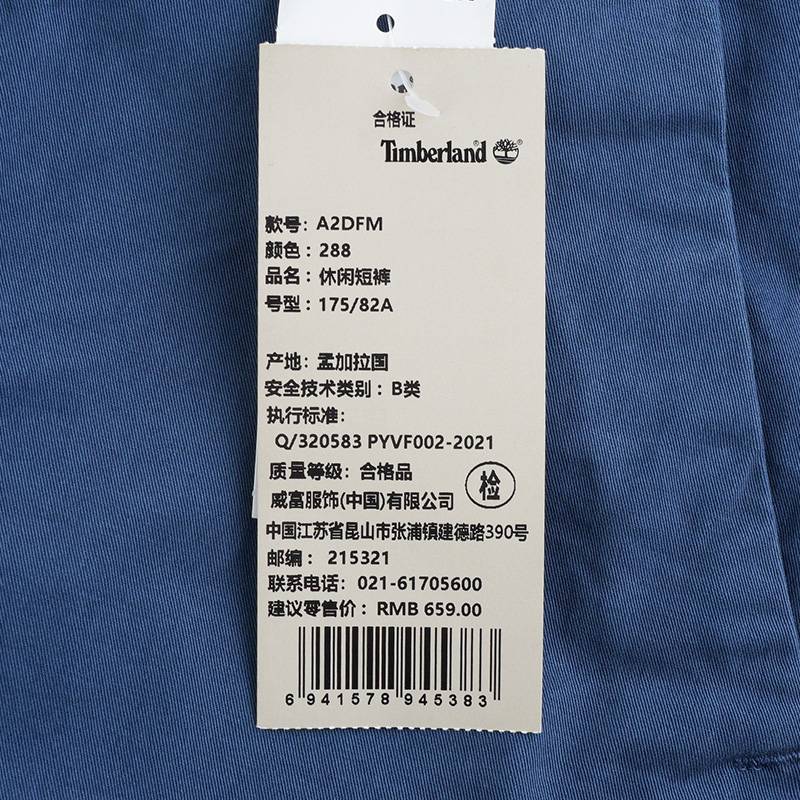 合格证
Timberland
款号: A2DFM
颜色: 288
品名: 休闲短裤
号型: 175/82A
产地: 孟加拉国
安全技术类别: B类
执行标准:
Q/320583 PYVF002-2021
质量等级: 合格品
检
威富服饰(中国)有限公司
中国江苏省昆山市张浦镇建德路390号
邮编: 215321
联系电话: 021-61705600
建议零售价: RMB 659.00
6 941578 945383